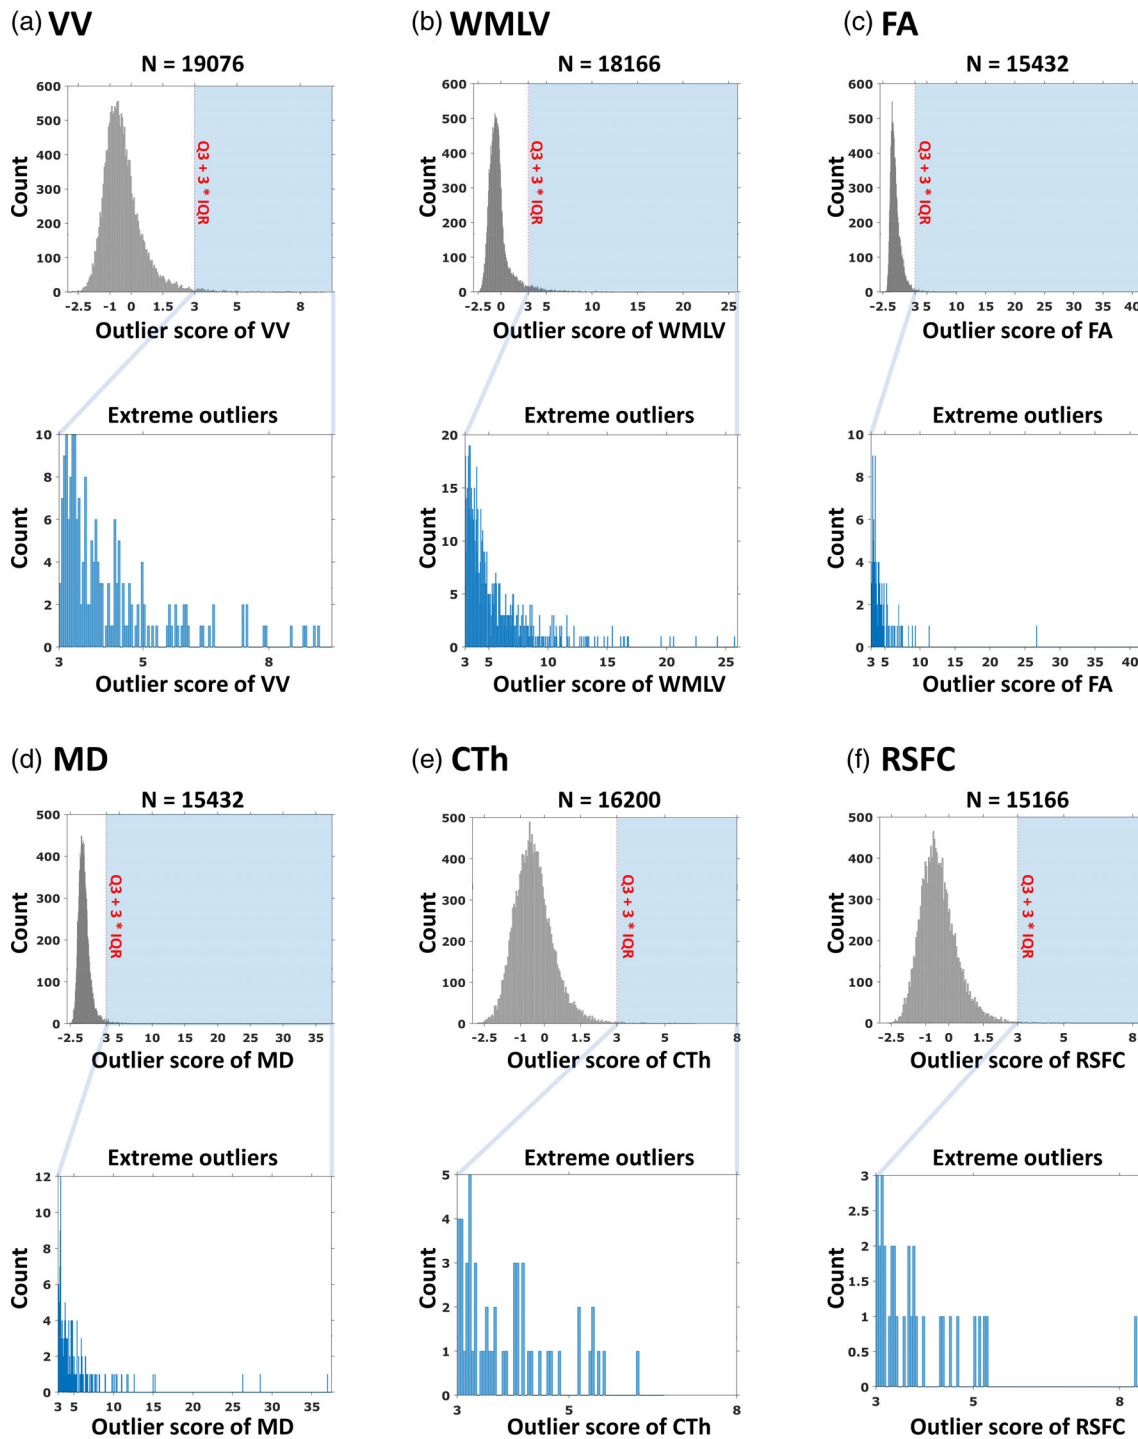 (a) VV
N = 19076
600
500
400
300
200
100
0
Count
Q3 + 3 * IQR
-2.5 -1 0 1.5 3 5 8
Outlier score of VV
Extreme outliers
10
8
6
4
2
0
Count
3 5 8
Outlier score of VV
(b) WMLV
N = 18166
600
500
400
300
200
100
0
Count
Q3 + 3 * IQR
-2.5 0 3 5 10 15 20 25
Outlier score of WMLV
Extreme outliers
20
15
10
5
0
Count
3 5 10 15 20 25
Outlier score of WMLV
(c) FA
N = 15432
600
500
400
300
200
100
0
Count
Q3 + 3 * IQR
-2.5 3 5 10 15 20 25 30 35 40
Outlier score of FA
Extreme outliers
10
8
6
4
2
0
Count
3 5 10 15 20 25 30 35 40
Outlier score of FA
(d) MD
N = 15432
500
400
300
200
100
0
Count
Q3 + 3 * IQR
-2.5 3 5 10 15 20 25 30 35
Outlier score of MD
Extreme outliers
12
10
8
6
4
2
0
Count
3 5 10 15 20 25 30 35
Outlier score of MD
(e) CTh
N = 16200
500
400
300
200
100
0
Count
Q3 + 3 * IQR
-2.5 -1 0 1.5 3 5 8
Outlier score of CTh
Extreme outliers
5
4
3
2
1
0
Count
3 5 8
Outlier score of CTh
(f) RSFC
N = 15166
500
400
300
200
100
0
Count
Q3 + 3 * IQR
-2.5 -1 0 1.5 3 5 8
Outlier score of RSFC
Extreme outliers
3
2.5
2
1.5
1
0.5
0
Count
3 5 8
Outlier score of RSFC